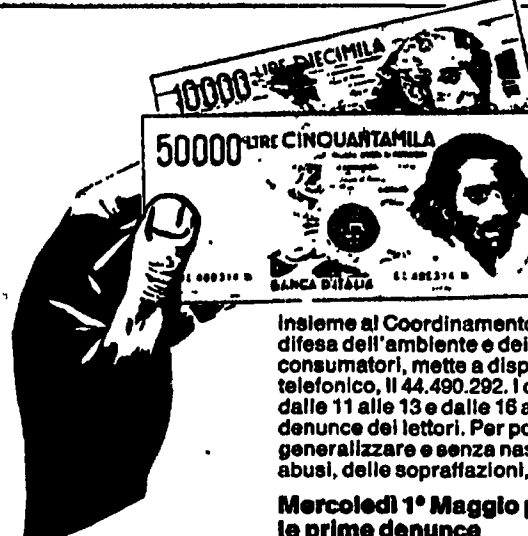 10000 LIRE DIECIMILA
50000 LIRE CINQUANTAMILA
BANCA D'ITALIA
insieme al Coordinamento
difesa dell'ambiente e dei
consumatori, mette a disp
telefonico, il 44.490.292. I
dalle 11 alle 13 e dalle 16 a
denunce dei lettori. Per po
generalizzare e senza nas
abusi, delle sopraffazioni,
Mercoledì 1° Maggio p
le prime denunce